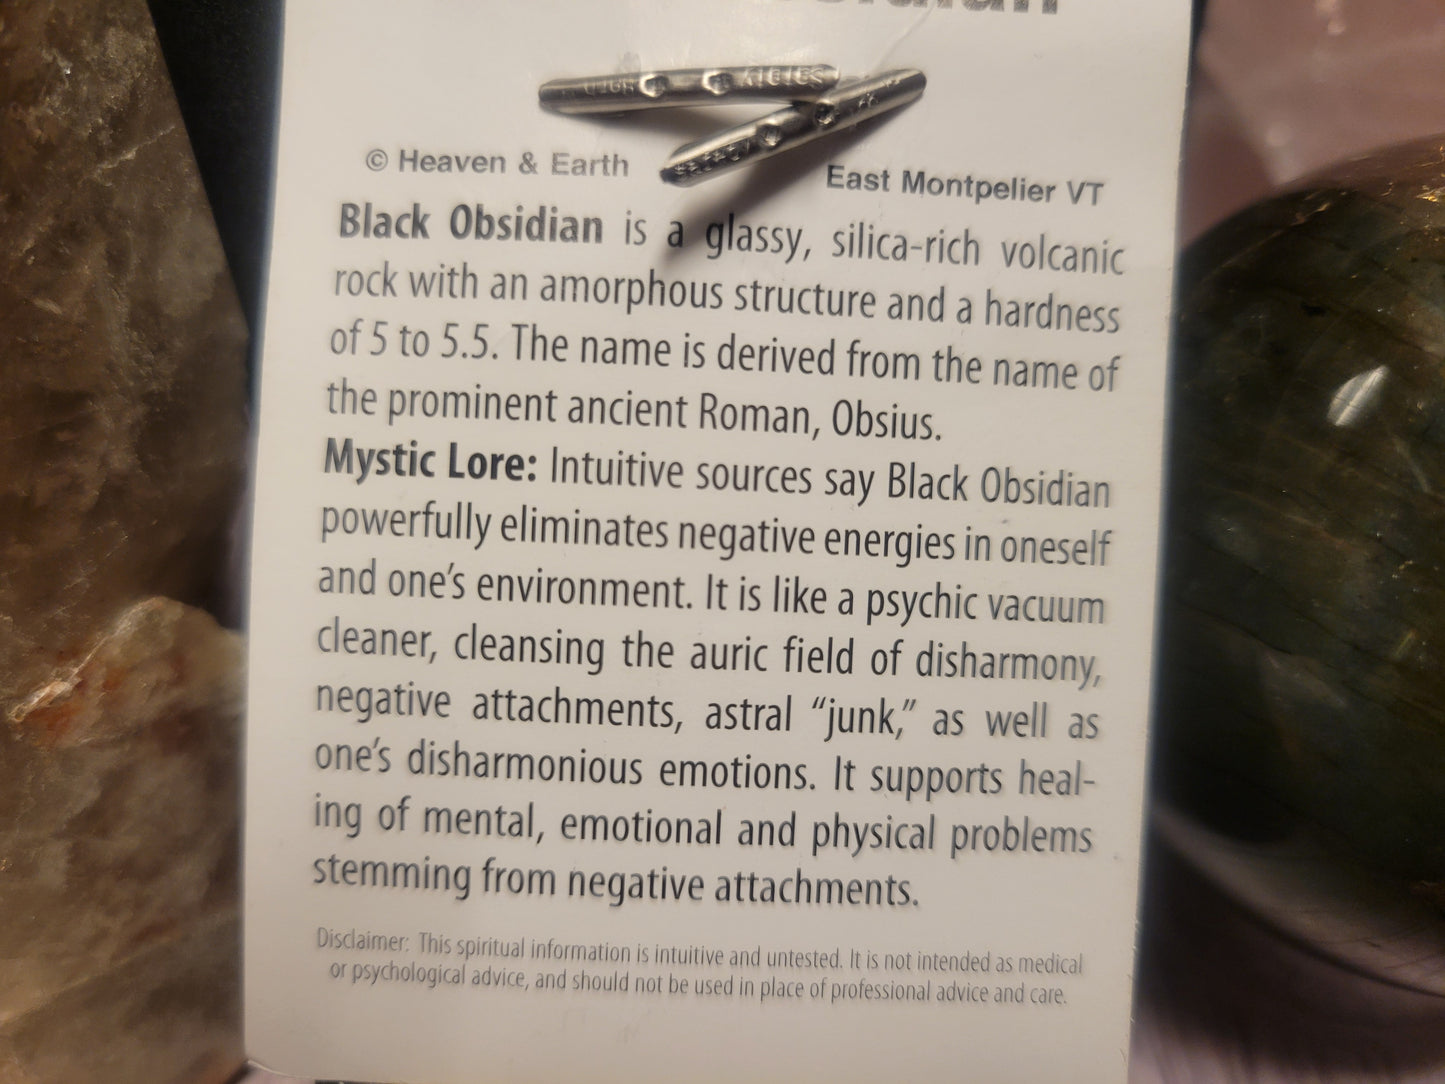 © Heaven & Earth East Montpelier VT
Black Obsidian is a glassy, silica-rich volcanic
rock with an amorphous structure and a hardness
of 5 to 5.5. The name is derived from the name of
the prominent ancient Roman, Obsius.
Mystic Lore: Intuitive sources say Black Obsidian
powerfully eliminates negative energies in oneself
and one's environment. It is like a psychic vacuum
cleaner, cleansing the auric field of disharmony,
negative attachments, astral “junk,” as well as
one's disharmonious emotions. It supports heal-
ing of mental, emotional and physical problems
stemming from negative attachments.
Disclaimer: This spiritual information is intuitive and untested. It is not intended as medical
or psychological advice, and should not be used in place of professional advice and care.